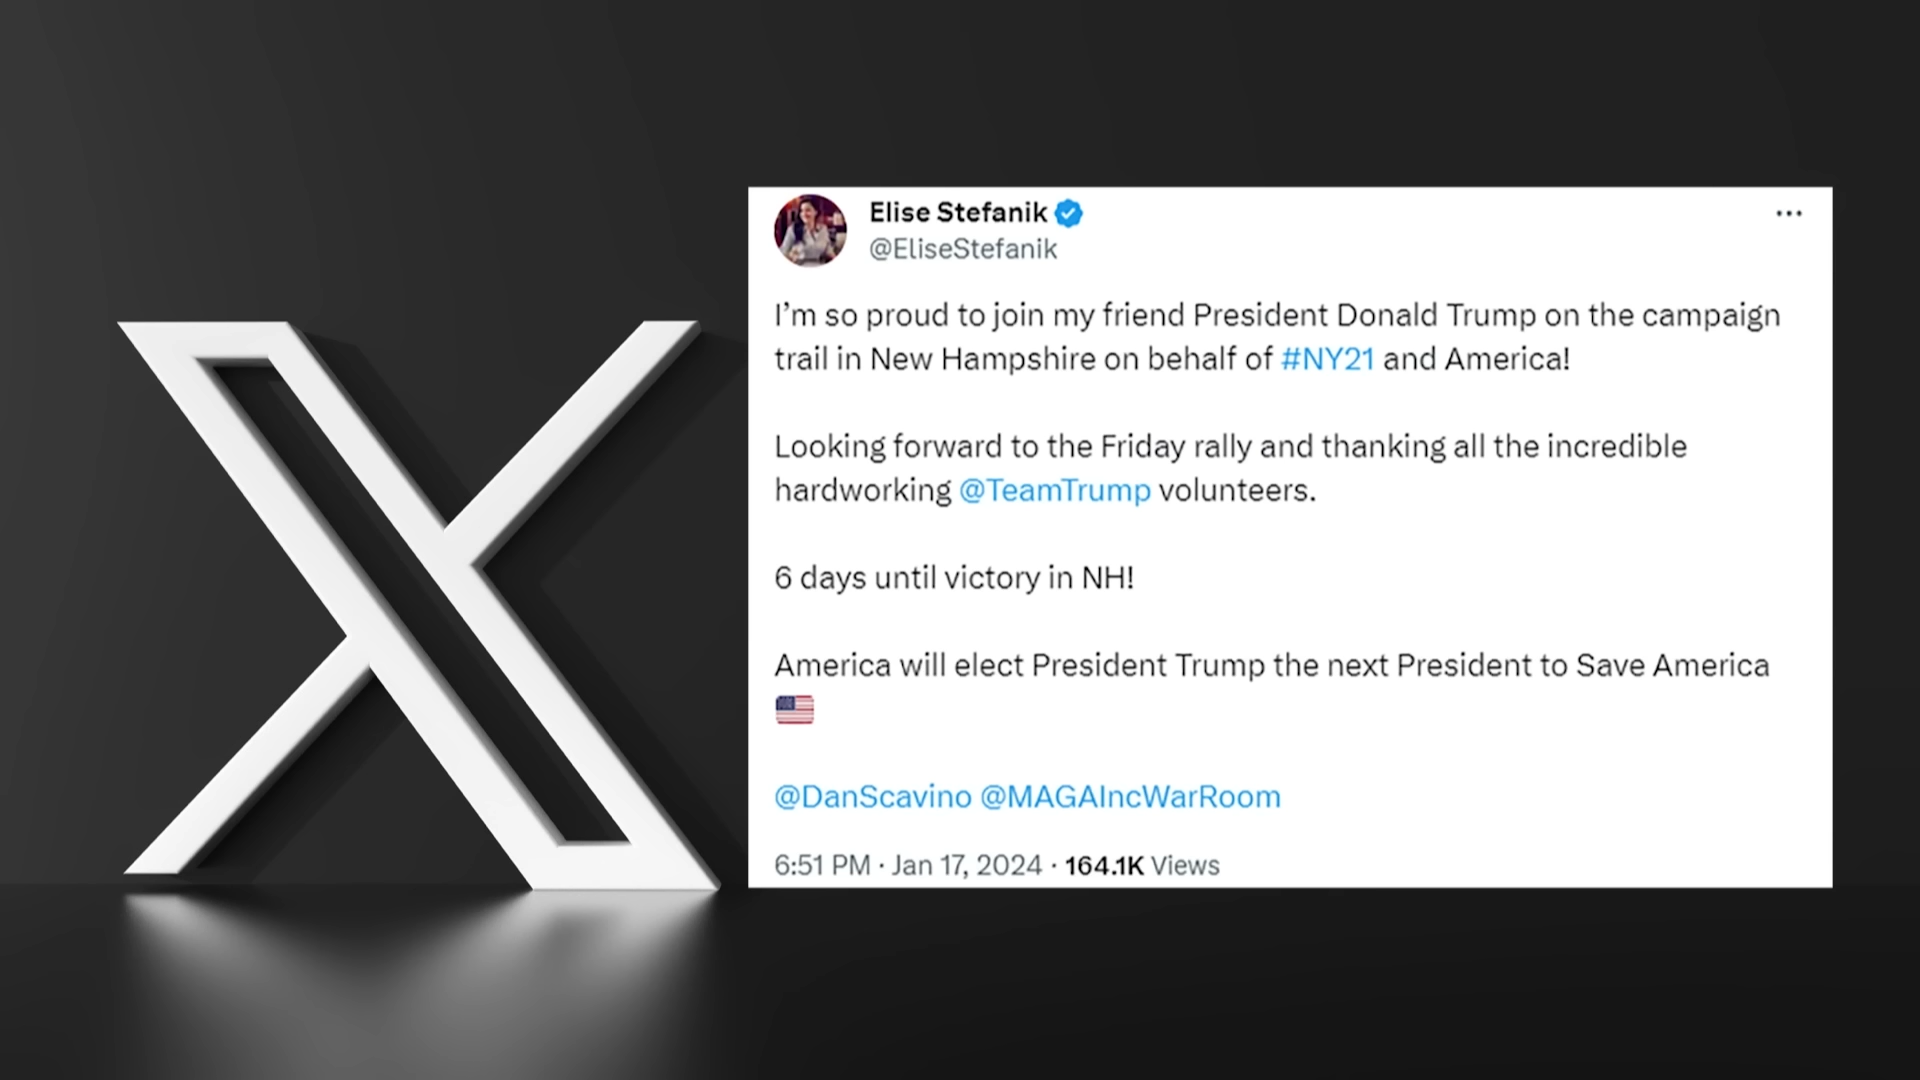 Elise Stefanik
@EliseStefanik
I’m so proud to join my friend President Donald Trump on the campaign
trail in New Hampshire on behalf of #NY21 and America!
Looking forward to the Friday rally and thanking all the incredible
hardworking @TeamTrump volunteers.
6 days until victory in NH!
America will elect President Trump the next President to Save America
@DanScavino @MAGAIncWarRoom
6:51 PM · Jan 17, 2024 · 164.1K Views